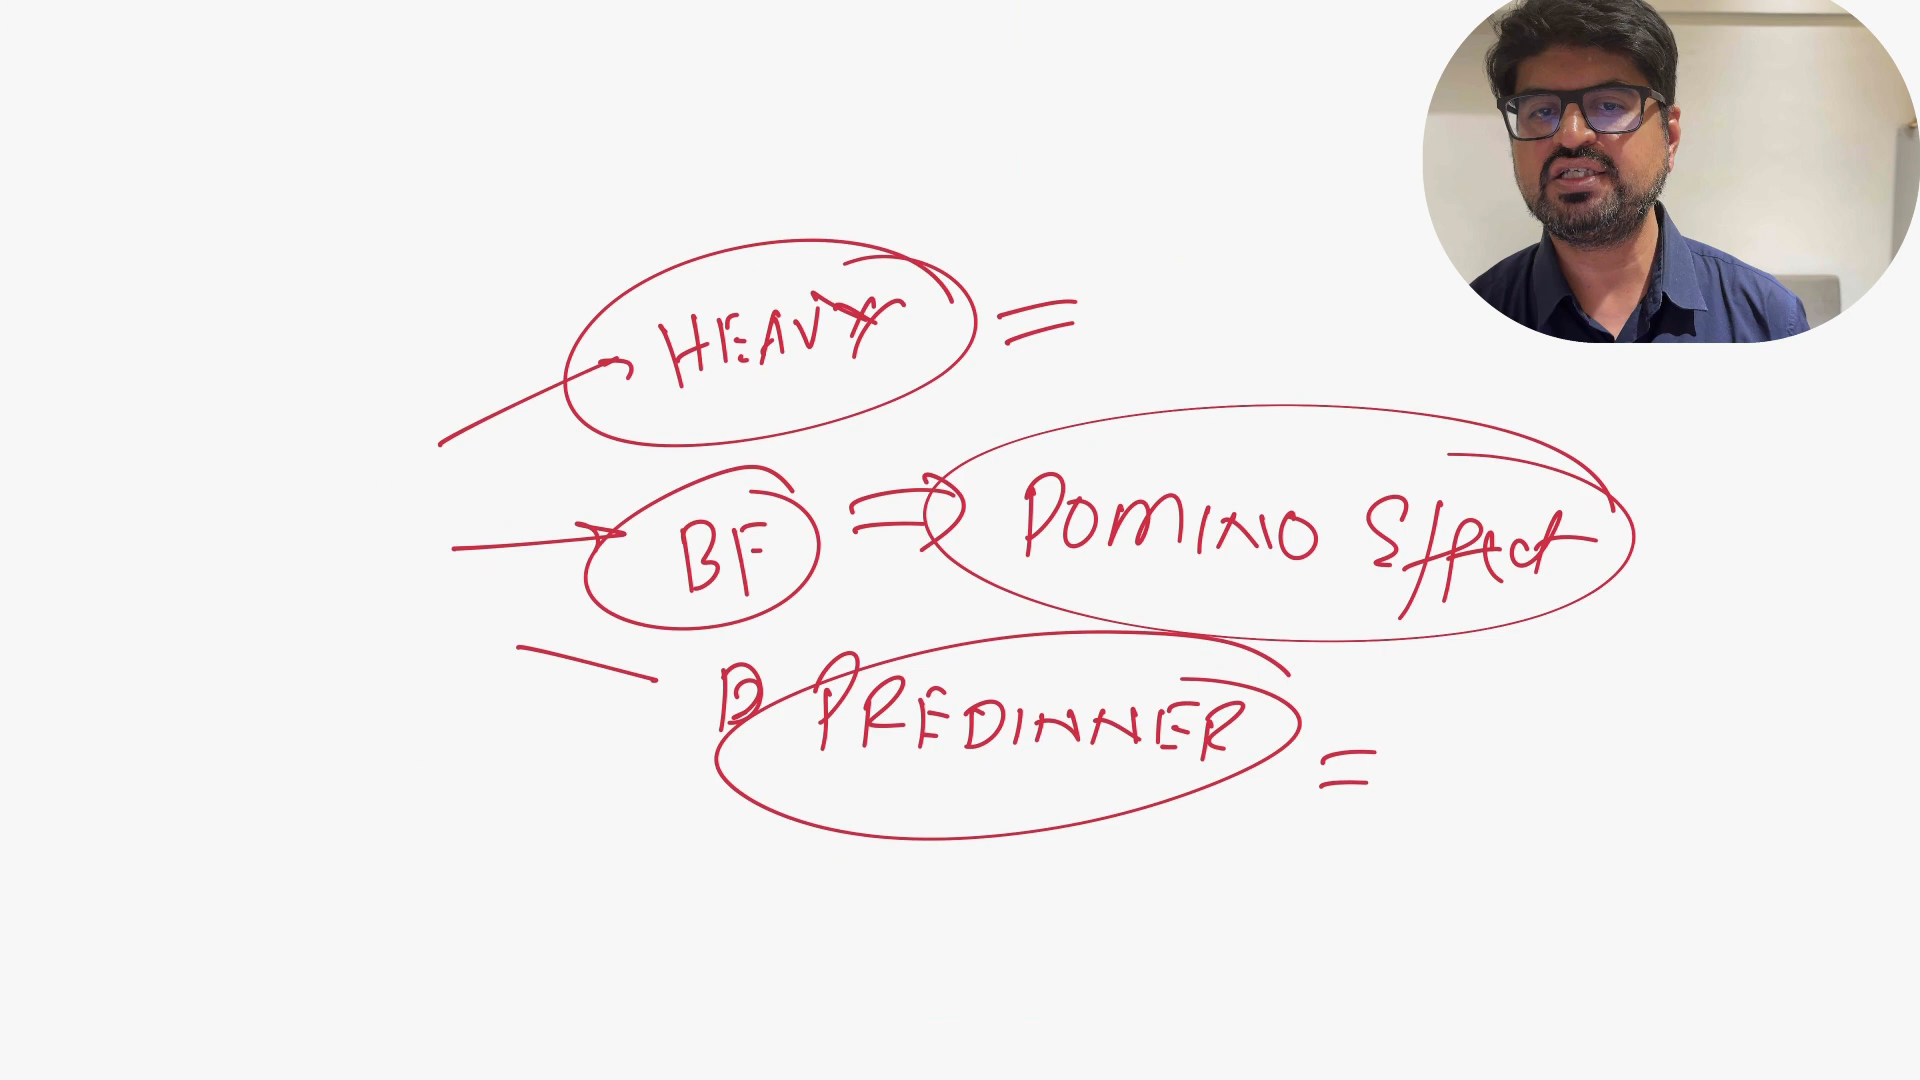 HEAVY =
BF => DOMINO Effect
D PREDINNER =